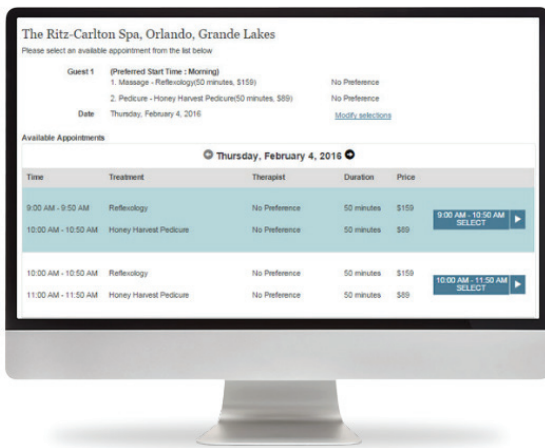 The Ritz-Carlton Spa, Orlando, Grande Lakes
Please select an available appointment from the list below
Guest 1 (Preferred Start Time : Morning)
1. Massage - Reflexology(50 minutes, $159) No Preference
2. Pedicure - Honey Harvest Pedicure(50 minutes, $89) No Preference
Date Thursday, February 4, 2016 Modify selections
Available Appointments
Thursday, February 4, 2016
Time Treatment Therapist Duration Price
9:00 AM - 9:50 AM Reflexology No Preference 50 minutes $159
9:00 AM - 10:50 AM
SELECT
10:00 AM - 10:50 AM Honey Harvest Pedicure No Preference 50 minutes $89
10:00 AM - 10:50 AM Reflexology No Preference 50 minutes $159
10:00 AM - 11:50 AM
SELECT
11:00 AM - 11:50 AM Honey Harvest Pedicure No Preference 50 minutes $89